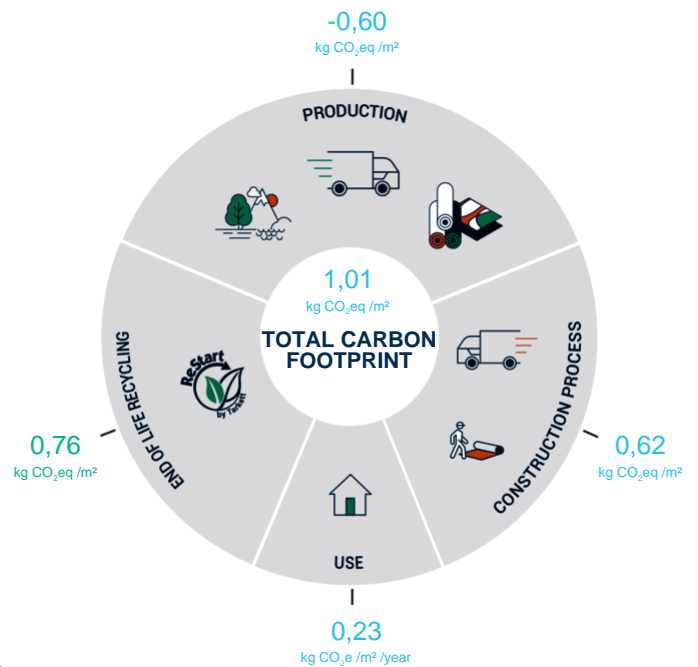 -0,60
kg CO₂eq /m²
PRODUCTION
1,01
kg CO₂eq /m²
TOTAL CARBON
FOOTPRINT
CONSTRUCTION PROCESS
0,62
kg CO₂eq /m²
END OF LIFE RECYCLING
ReStart
by Tarkett
0,76
kg CO₂eq /m²
USE
0,23
kg CO₂e /m² /year